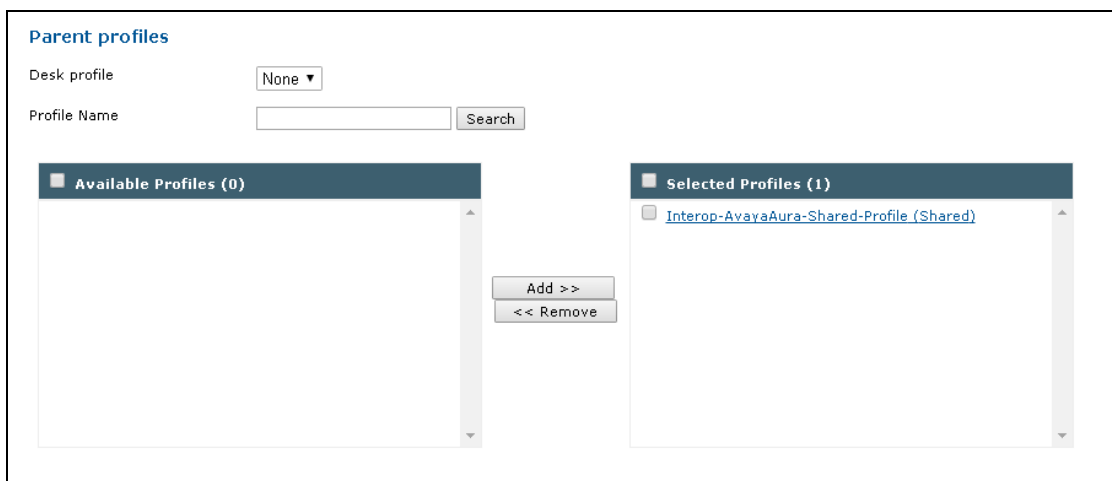 Parent profiles
Desk profile
None
Profile Name
Search
Available Profiles (0)
Add >>
<< Remove
Selected Profiles (1)
Interop-AvayaAura-Shared-Profile (Shared)